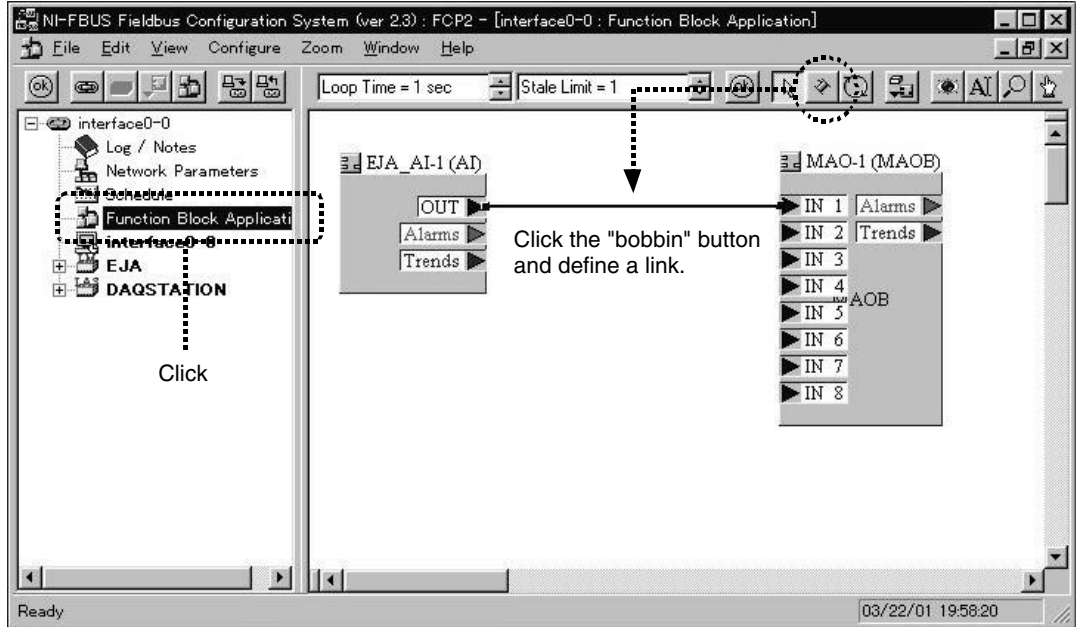 NI-FBUS Fieldbus Configuration System (ver 2.3) : FCP2 - [interface0-0 : Function Block Application]
File Edit View Configure Zoom Window Help
ok
Loop Time = 1 sec
Stale Limit = 1
ok
AI
interface0-0
Log / Notes
Network Parameters
Schedule
Function Block Applicati
interface0-0
EJA
DAQSTATION
Click
EJA_AI-1 (AI)
OUT
Alarms
Trends
Click the "bobbin" button
and define a link.
MAO-1 (MAOB)
IN 1 Alarms
IN 2 Trends
IN 3
IN 4
MAOB
IN 5
IN 6
IN 7
IN 8
Ready
03/22/01 19:58:20